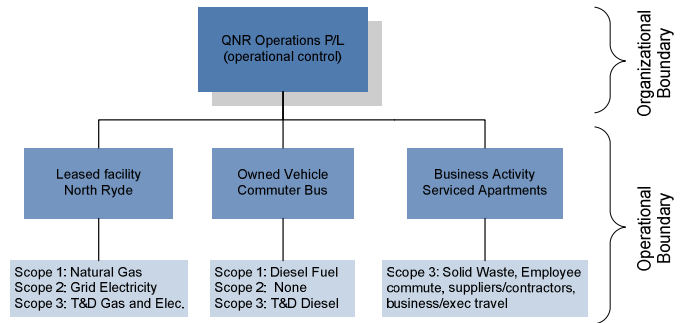 QNR Operations P/L
(operational control)
Organizational
Boundary
Leased facility
North Ryde
Owned Vehicle
Commuter Bus
Business Activity
Serviced Apartments
Operational
Boundary
Scope 1: Natural Gas
Scope 2: Grid Electricity
Scope 3: T&D Gas and Elec.
Scope 1: Diesel Fuel
Scope 2: None
Scope 3: T&D Diesel
Scope 3: Solid Waste, Employee
commute, suppliers/contractors,
business/exec travel